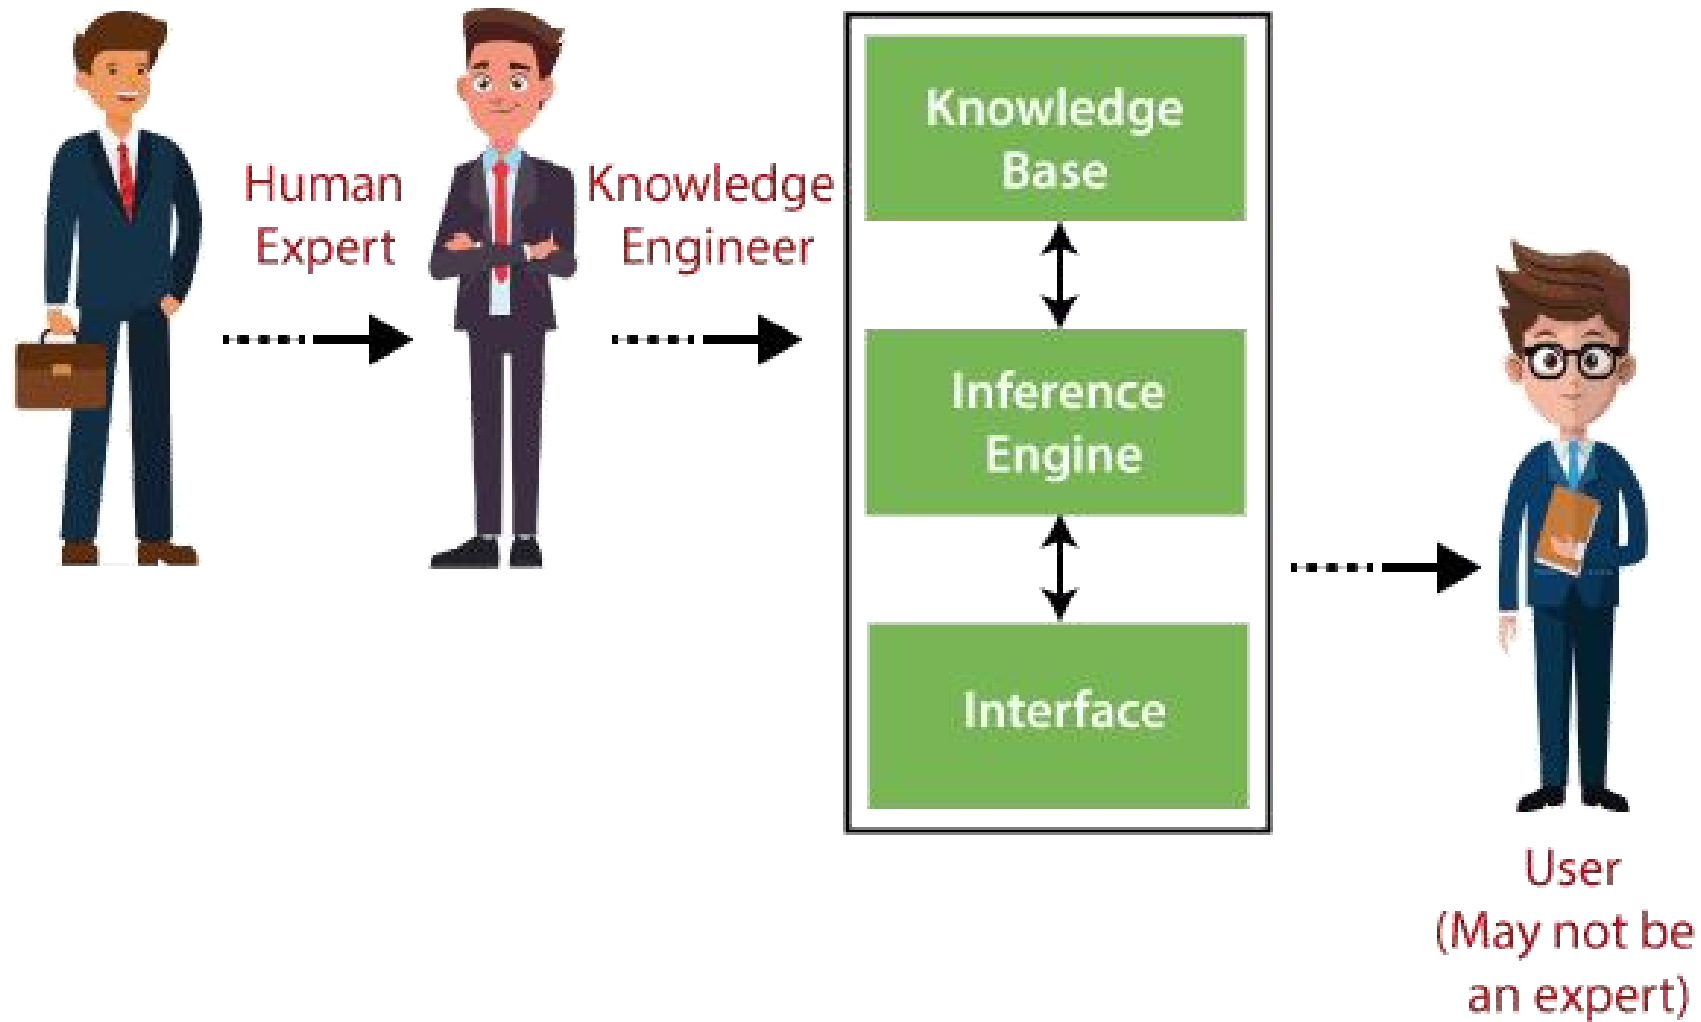 Human
Expert
Knowledge
Engineer
Knowledge
Base
Inference
Engine
Interface
User
(May not be
an expert)